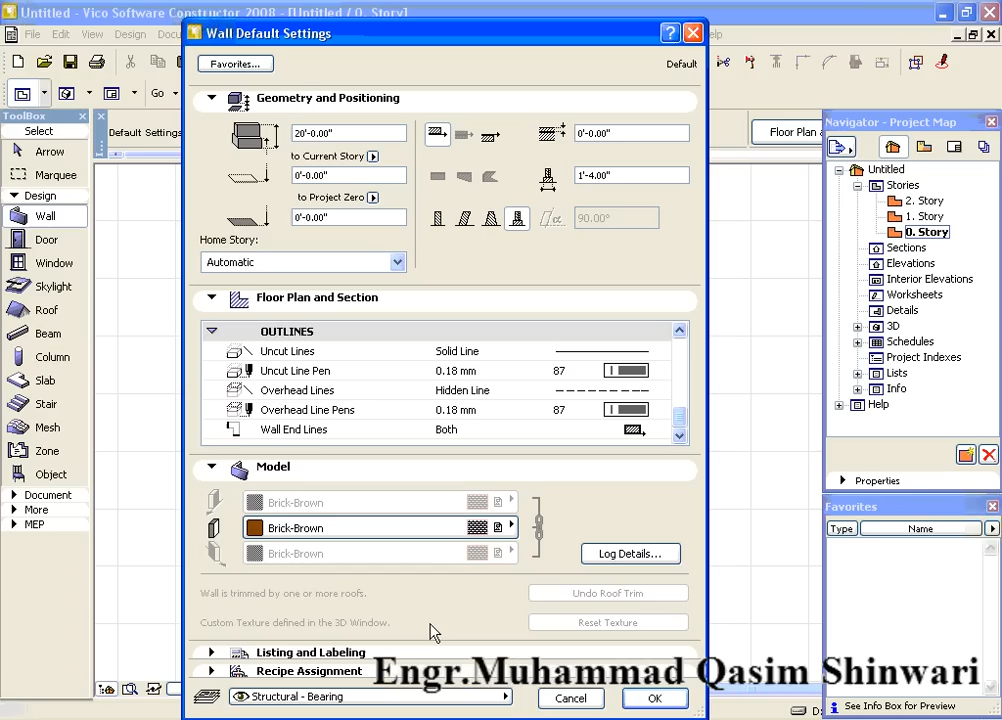 Untitled - Vico Software Constructor 2008 - [Untitled / 0. Story]
File Edit View Design Docu
elp
Go
ToolBox
Select
Arrow
Marquee
Design
Wall
Door
Window
Skylight
Roof
Beam
Column
Slab
Stair
Mesh
Zone
Object
Document
More
MEP
Default Settings
Floor Plan a
Wall Default Settings
Favorites...
Default
Geometry and Positioning
20'-0.00"
to Current Story
0'-0.00"
to Project Zero
0'-0.00"
0'-0.00"
1'-4.00"
90.00°
Home Story:
Automatic
Floor Plan and Section
OUTLINES
Uncut Lines Solid Line
Uncut Line Pen 0.18 mm 87
Overhead Lines Hidden Line
Overhead Line Pens 0.18 mm 87
Wall End Lines Both
Model
Brick-Brown
Brick-Brown
Brick-Brown
Log Details...
Wall is trimmed by one or more roofs.
Undo Roof Trim
Custom Texture defined in the 3D Window.
Reset Texture
Listing and Labeling
Recipe Assignment
Structural - Bearing
Cancel
OK
Navigator - Project Map
Untitled
Stories
2. Story
1. Story
0. Story
Sections
Elevations
Interior Elevations
Worksheets
Details
3D
Schedules
Project Indexes
Lists
Info
Help
Properties
Favorites
Type Name
Engr.Muhammad Qasim Shinwari
See Info Box for Preview